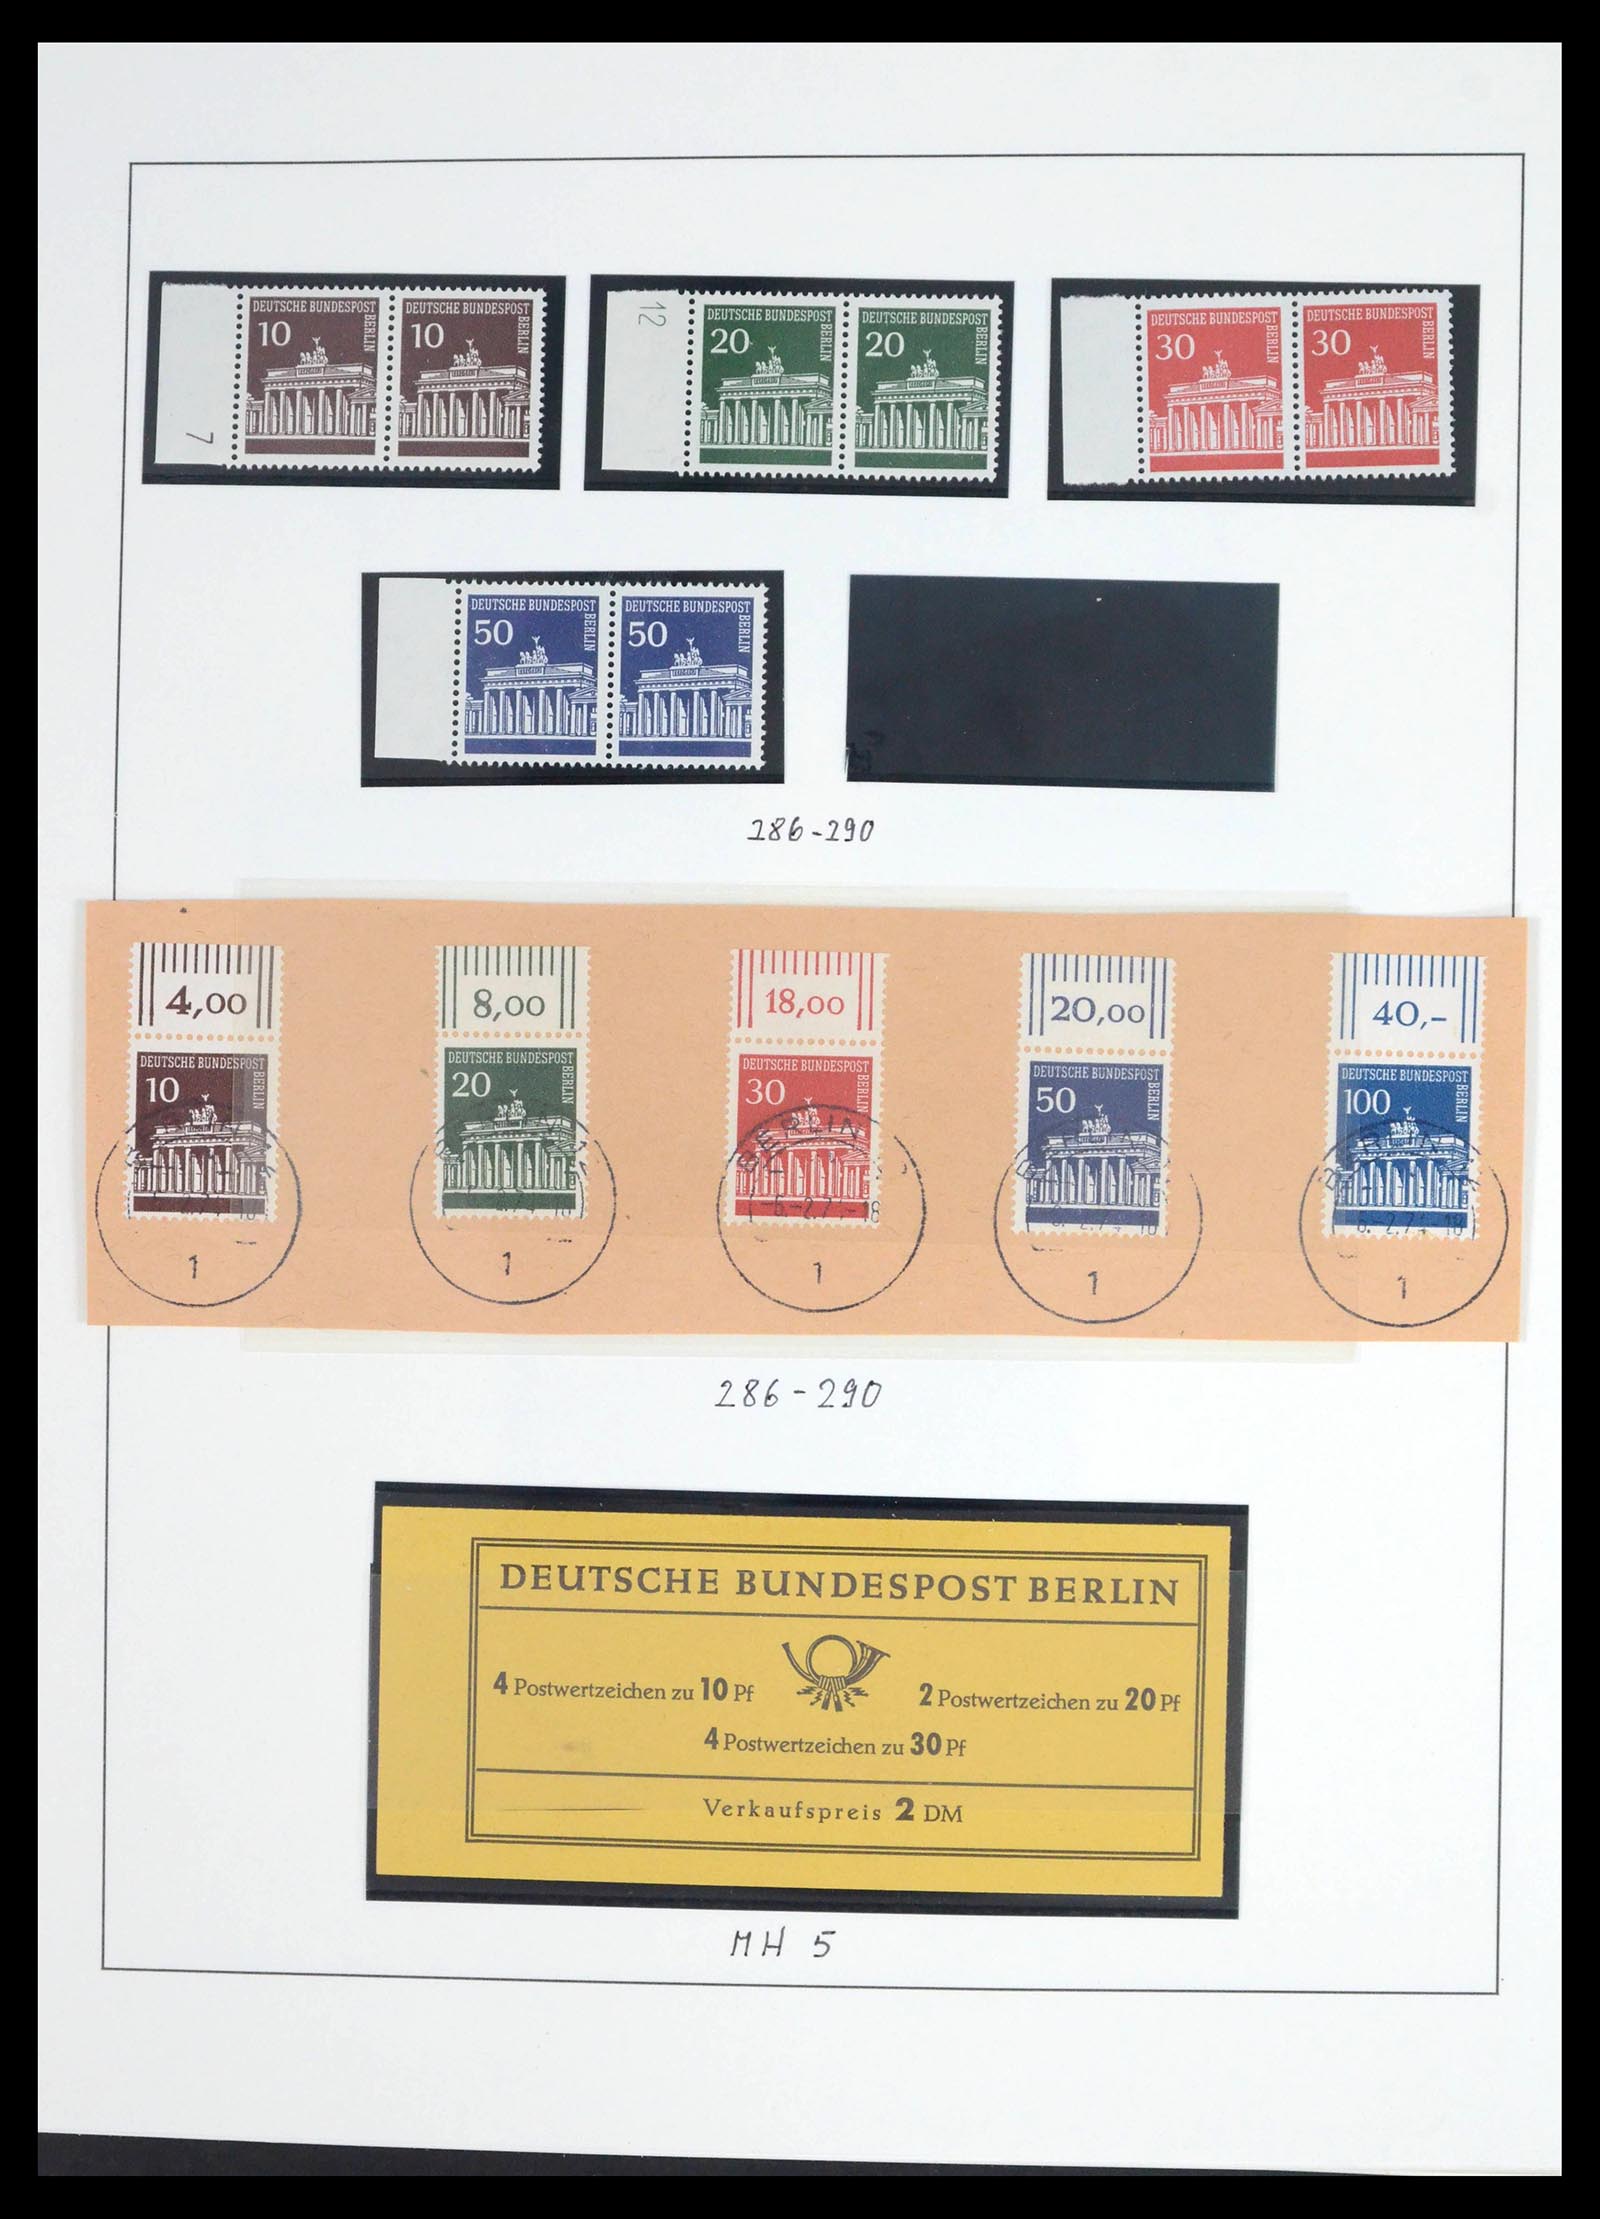 DEUTSCHE BUNDESPOST BERLIN
10
DEUTSCHE BUNDESPOST BERLIN
10
7
12
DEUTSCHE BUNDESPOST BERLIN
20
DEUTSCHE BUNDESPOST BERLIN
20
DEUTSCHE BUNDESPOST BERLIN
30
DEUTSCHE BUNDESPOST BERLIN
30
DEUTSCHE BUNDESPOST BERLIN
50
DEUTSCHE BUNDESPOST BERLIN
50
286-290
4,00
DEUTSCHE BUNDESPOST BERLIN
10
1
8,00
DEUTSCHE BUNDESPOST BERLIN
20
1
18,00
DEUTSCHE BUNDESPOST BERLIN
30
BERLIN
1
20,00
DEUTSCHE BUNDESPOST BERLIN
50
1
40,-
DEUTSCHE BUNDESPOST BERLIN
100
1
286-290
DEUTSCHE BUNDESPOST BERLIN
4 Postwertzeichen zu 10 Pf
2 Postwertzeichen zu 20 Pf
4 Postwertzeichen zu 30 Pf
Verkaufspreis 2 DM
MH 5